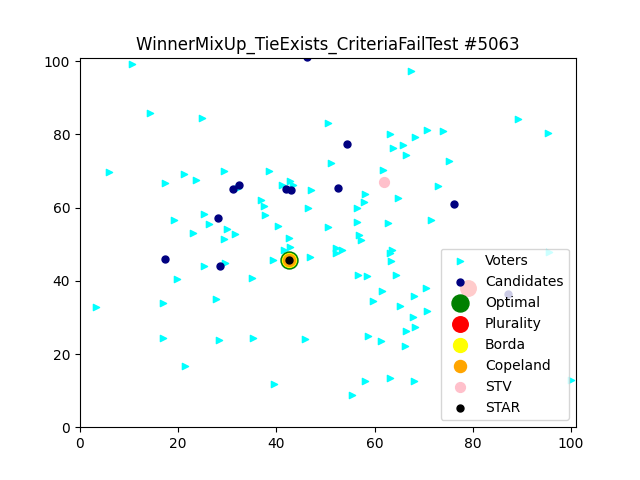 WinnerMixUp_TieExists_CriteriaFailTest #5063
100
80
60
40
20
0
0 20 40 60 80 100
Voters
Candidates
Optimal
Plurality
Borda
Copeland
STV
STAR